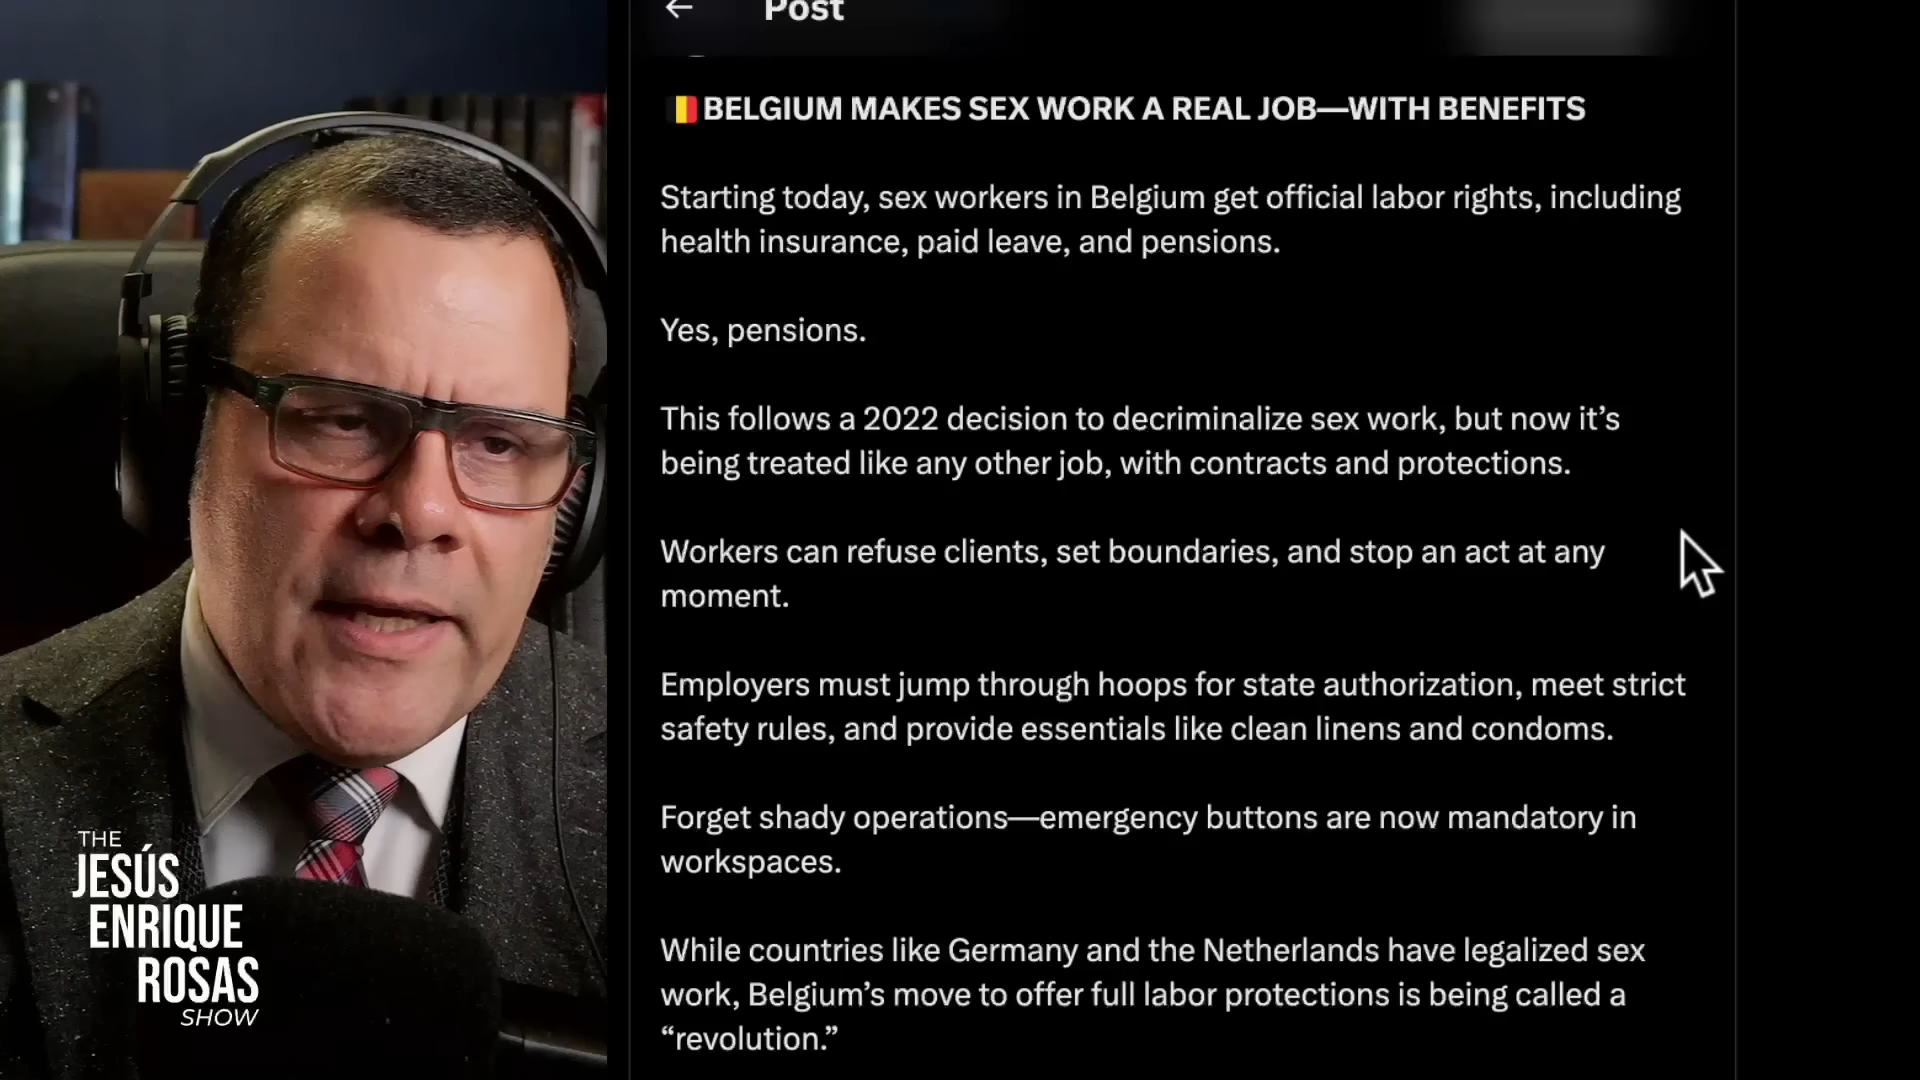 Post
BELGIUM MAKES SEX WORK A REAL JOB—WITH BENEFITS
Starting today, sex workers in Belgium get official labor rights, including
health insurance, paid leave, and pensions.
Yes, pensions.
This follows a 2022 decision to decriminalize sex work, but now it’s
being treated like any other job, with contracts and protections.
Workers can refuse clients, set boundaries, and stop an act at any
moment.
Employers must jump through hoops for state authorization, meet strict
safety rules, and provide essentials like clean linens and condoms.
Forget shady operations—emergency buttons are now mandatory in
workspaces.
While countries like Germany and the Netherlands have legalized sex
work, Belgium’s move to offer full labor protections is being called a
“revolution.”
THE
JESÚS
ENRIQUE
ROSAS
SHOW